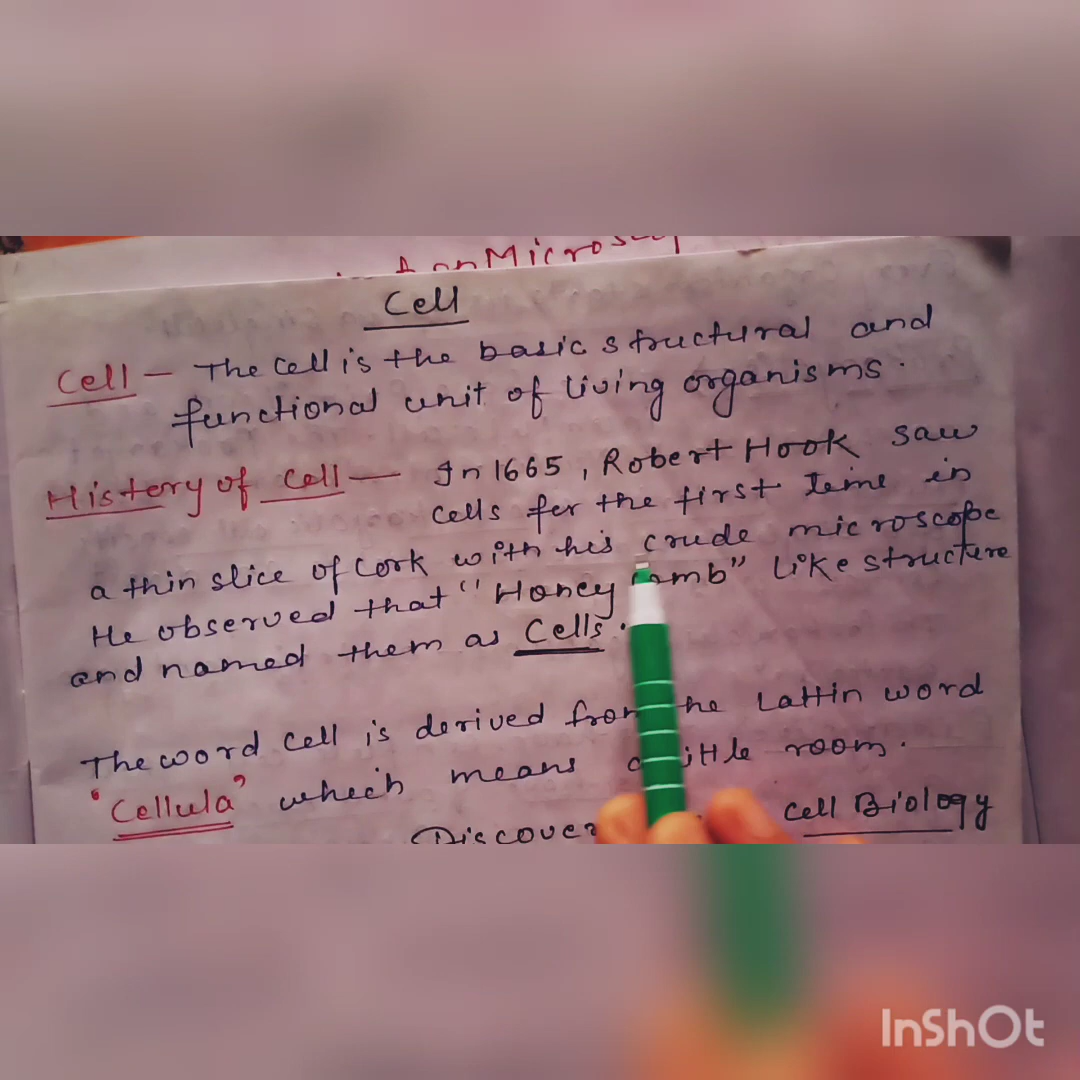 Cell
Cell — The cell is the basic structural and
functional unit of living organisms.
History of Cell — In 1665, Robert Hook saw
cells for the first time in
a thin slice of cork with his crude microscope
He observed that "Honey comb" like structure
and named them as Cells.
The word cell is derived from the Lattin word
'Cellula' which means a little room.
Cell Biology
InShOt